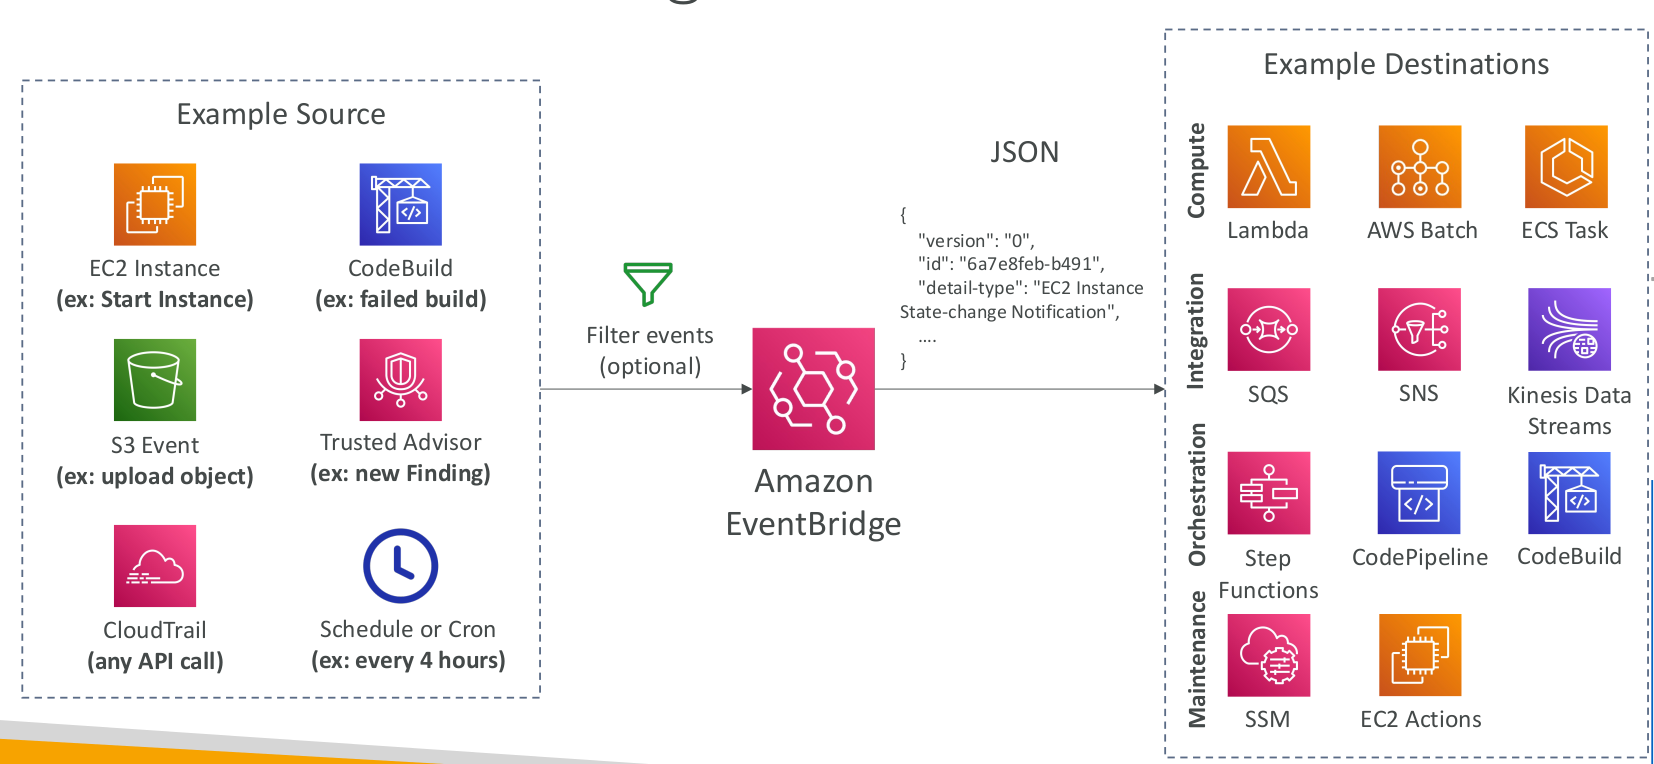 Example Source
EC2 Instance
(ex: Start Instance)
CodeBuild
(ex: failed build)
S3 Event
(ex: upload object)
Trusted Advisor
(ex: new Finding)
CloudTrail
(any API call)
Schedule or Cron
(ex: every 4 hours)
Filter events
(optional)
Amazon
EventBridge
JSON
{
"version": "0",
"id": "6a7e8feb-b491",
"detail-type": "EC2 Instance
State-change Notification",
....
}
Example Destinations
Compute
Lambda
AWS Batch
ECS Task
Integration
SQS
SNS
Kinesis Data
Streams
Orchestration
Step
Functions
CodePipeline
CodeBuild
Maintenance
SSM
EC2 Actions